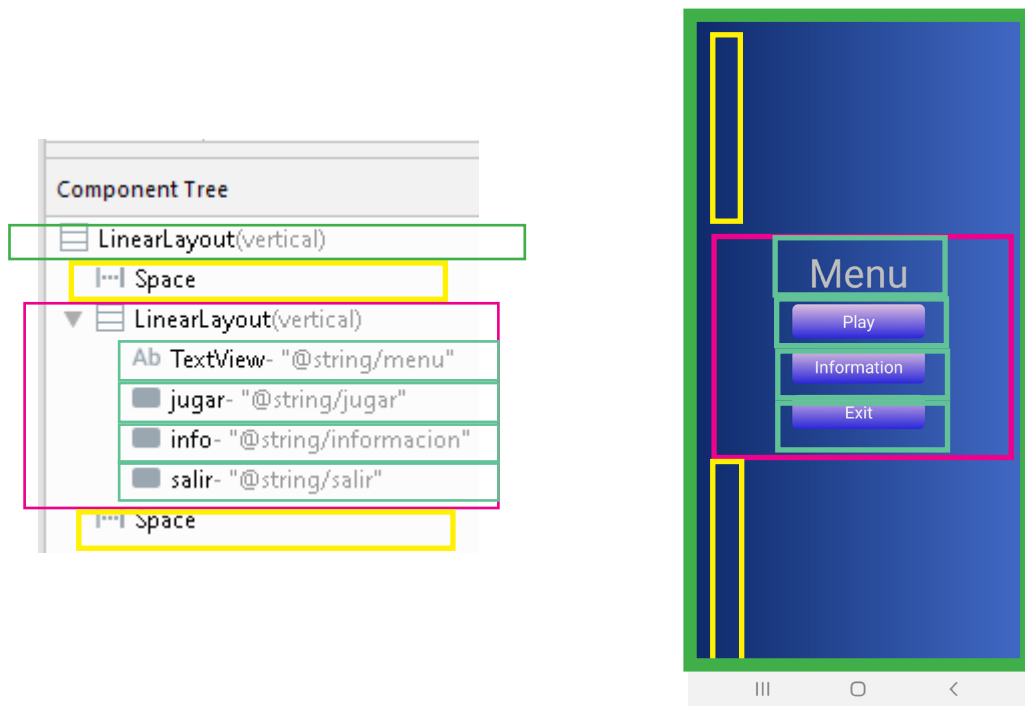 Component Tree
LinearLayout(vertical)
Space
LinearLayout(vertical)
Ab TextView- "@string/menu"
jugar- "@string/jugar"
info- "@string/informacion"
salir- "@string/salir"
Space
Menu
Play
Information
Exit